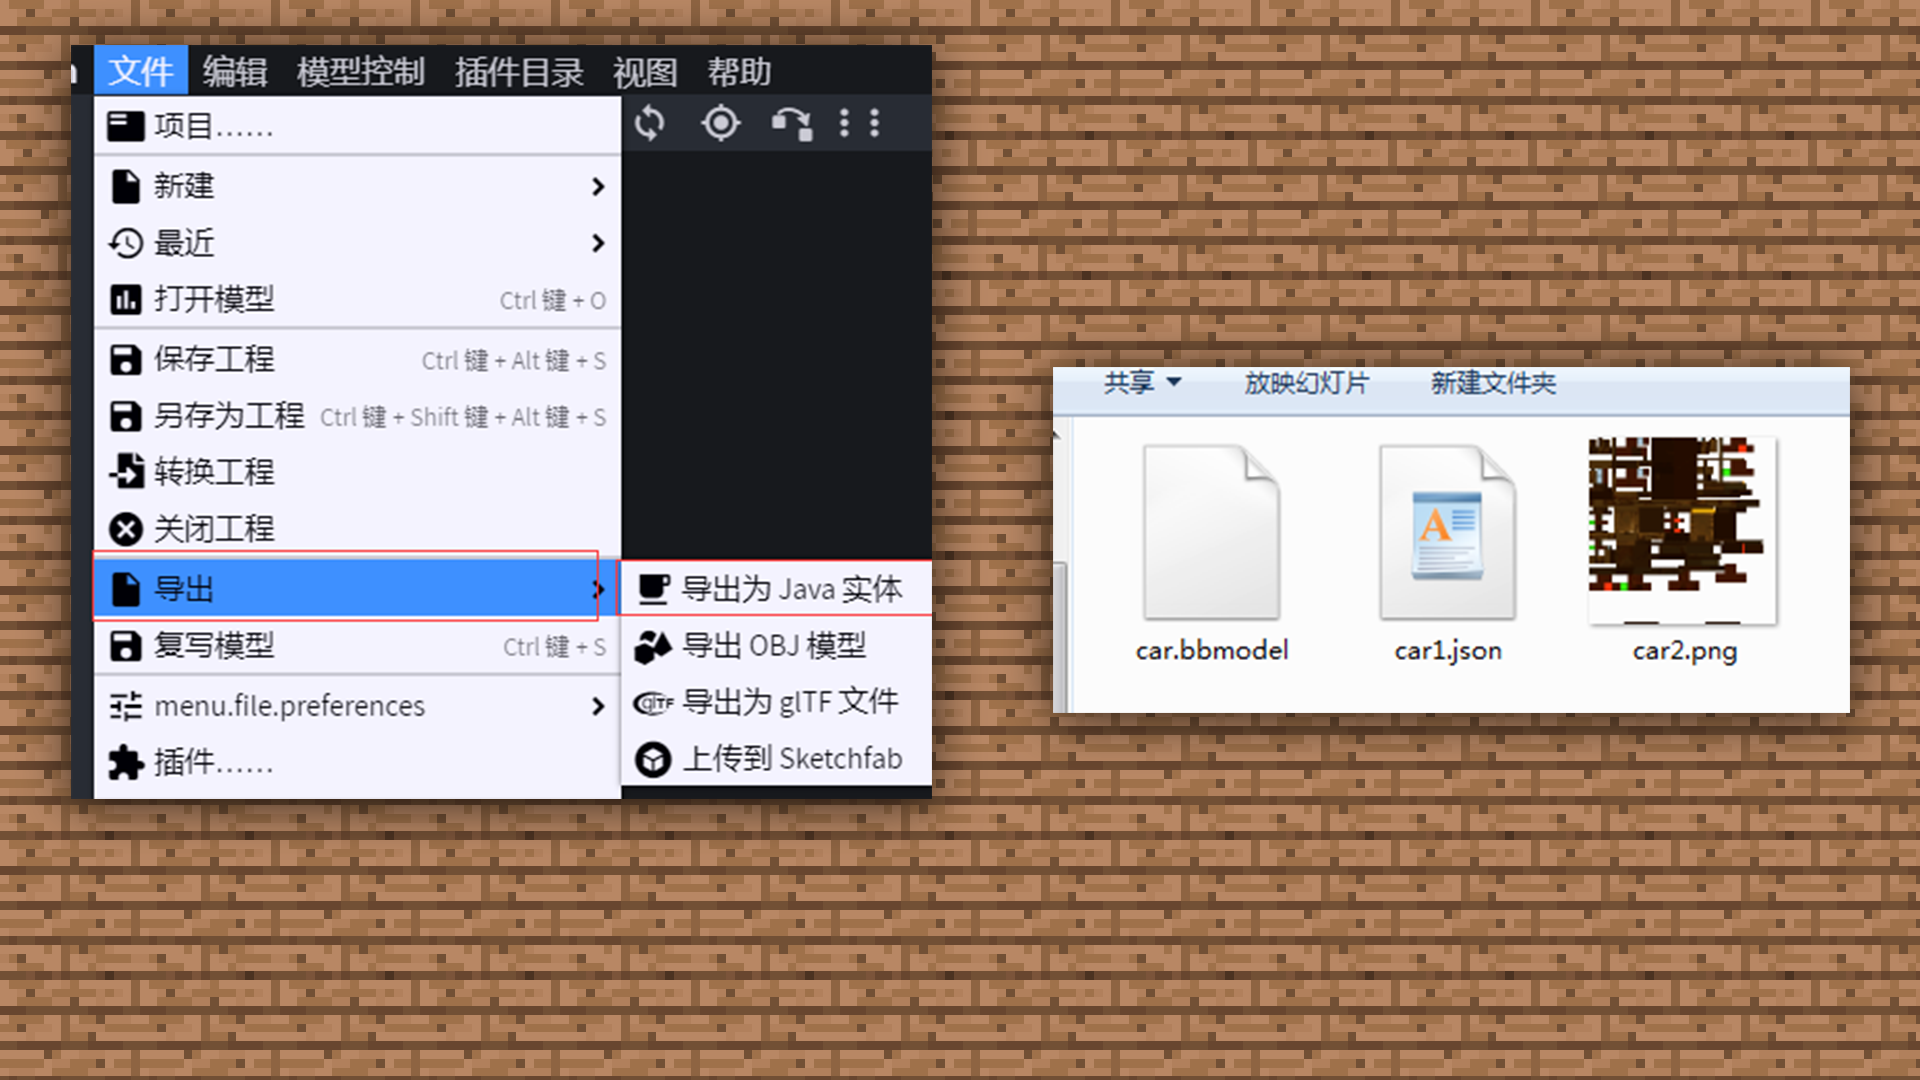 文件 编辑 模型控制 插件目录 视图 帮助
项目……
新建
最近
打开模型 Ctrl 键 + O
保存工程 Ctrl 键 + Alt 键 + S
另存为工程 Ctrl 键 + Shift 键 + Alt 键 + S
转换工程
关闭工程
导出
复写模型 Ctrl 键 + S
menu.file.preferences
插件……
导出为 Java 实体
导出 OBJ 模型
glTF 导出为 glTF 文件
上传到 Sketchfab
共享 放映幻灯片 新建文件夹
A
car.bbmodel car1.json car2.png